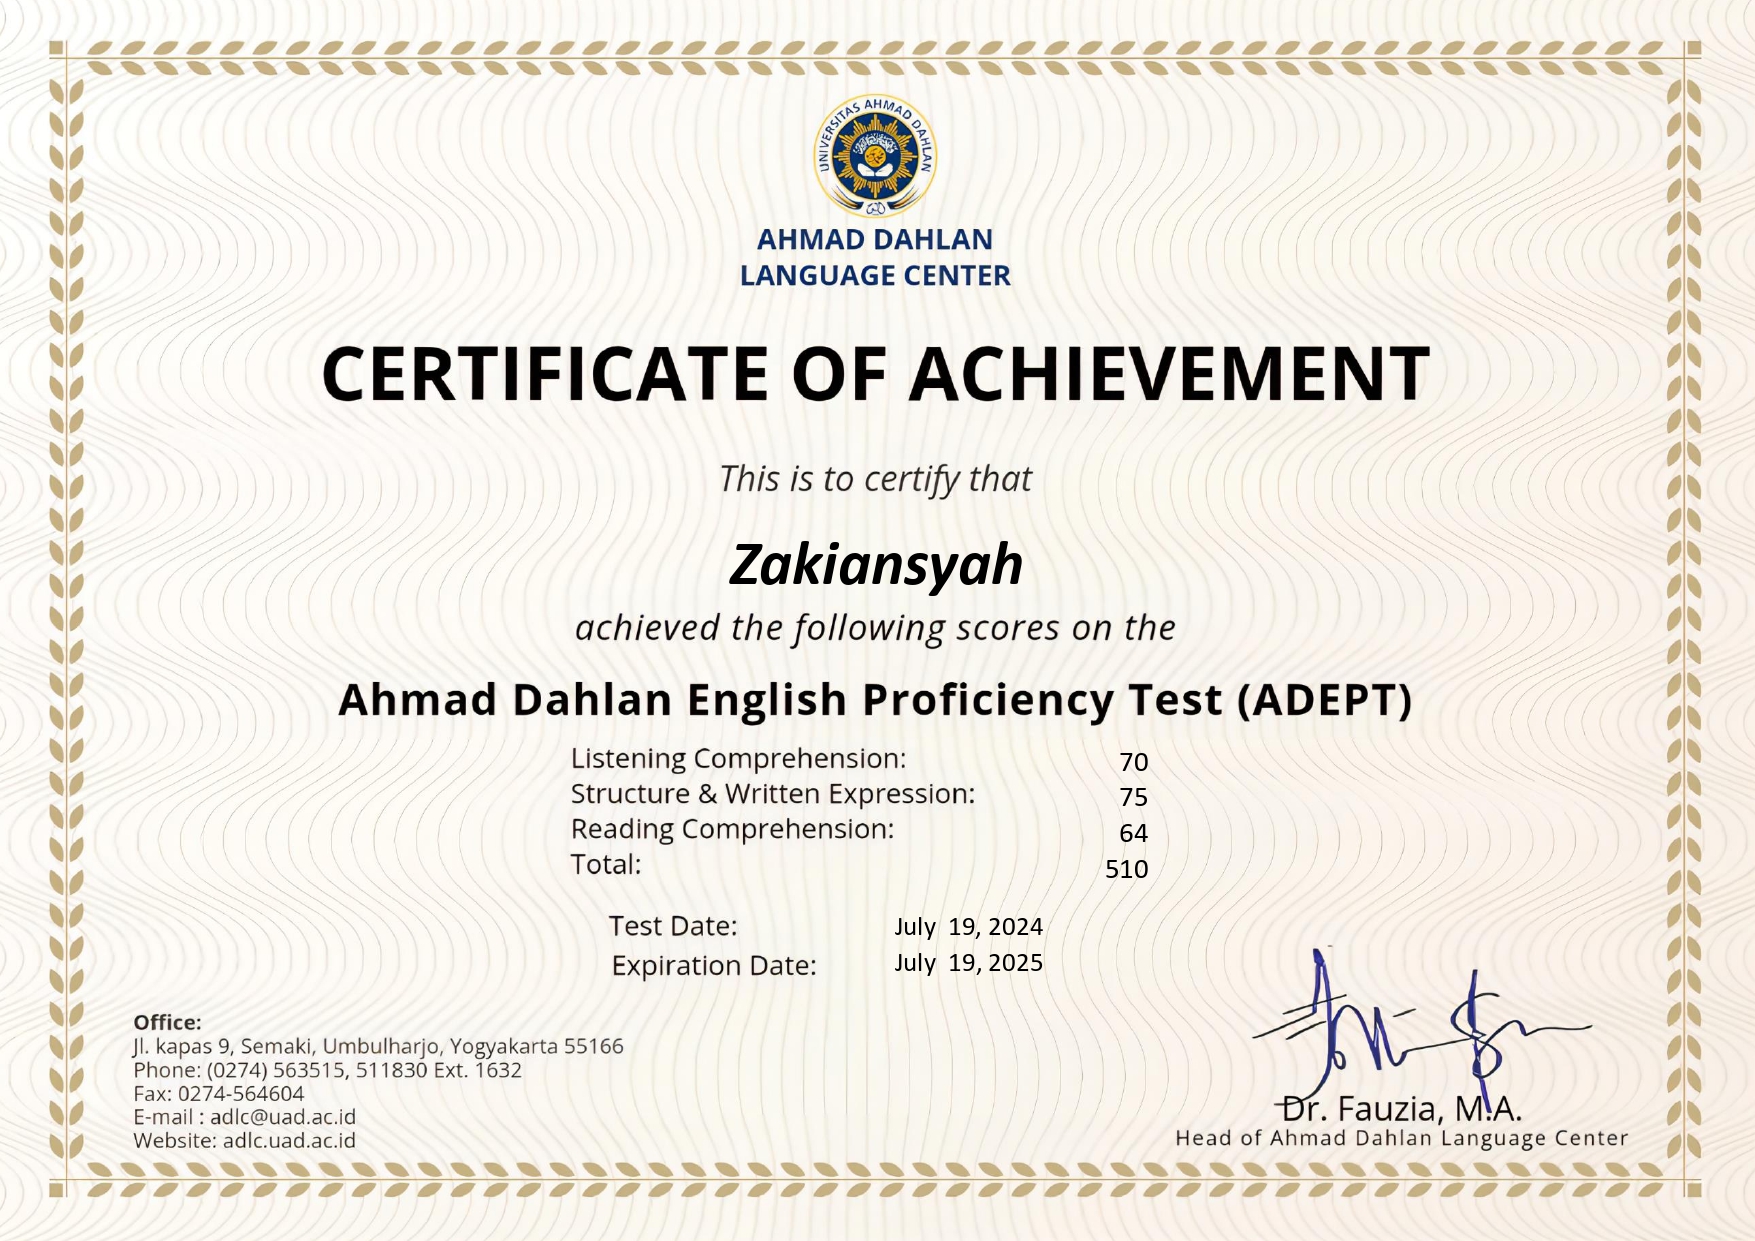 UNIVERSITAS AHMAD DAHLAN
AHMAD DAHLAN
LANGUAGE CENTER
CERTIFICATE OF ACHIEVEMENT
This is to certify that
Zakiansyah
achieved the following scores on the
Ahmad Dahlan English Proficiency Test (ADEPT)
Listening Comprehension: 70
Structure & Written Expression: 75
Reading Comprehension: 64
Total: 510
Test Date: July 19, 2024
Expiration Date: July 19, 2025
Office:
Jl. kapas 9, Semaki, Umbulharjo, Yogyakarta 55166
Phone: (0274) 563515, 511830 Ext. 1632
Fax: 0274-564604
E-mail : adlc@uad.ac.id
Website: adlc.uad.ac.id
Dr. Fauzia, M.A.
Head of Ahmad Dahlan Language Center